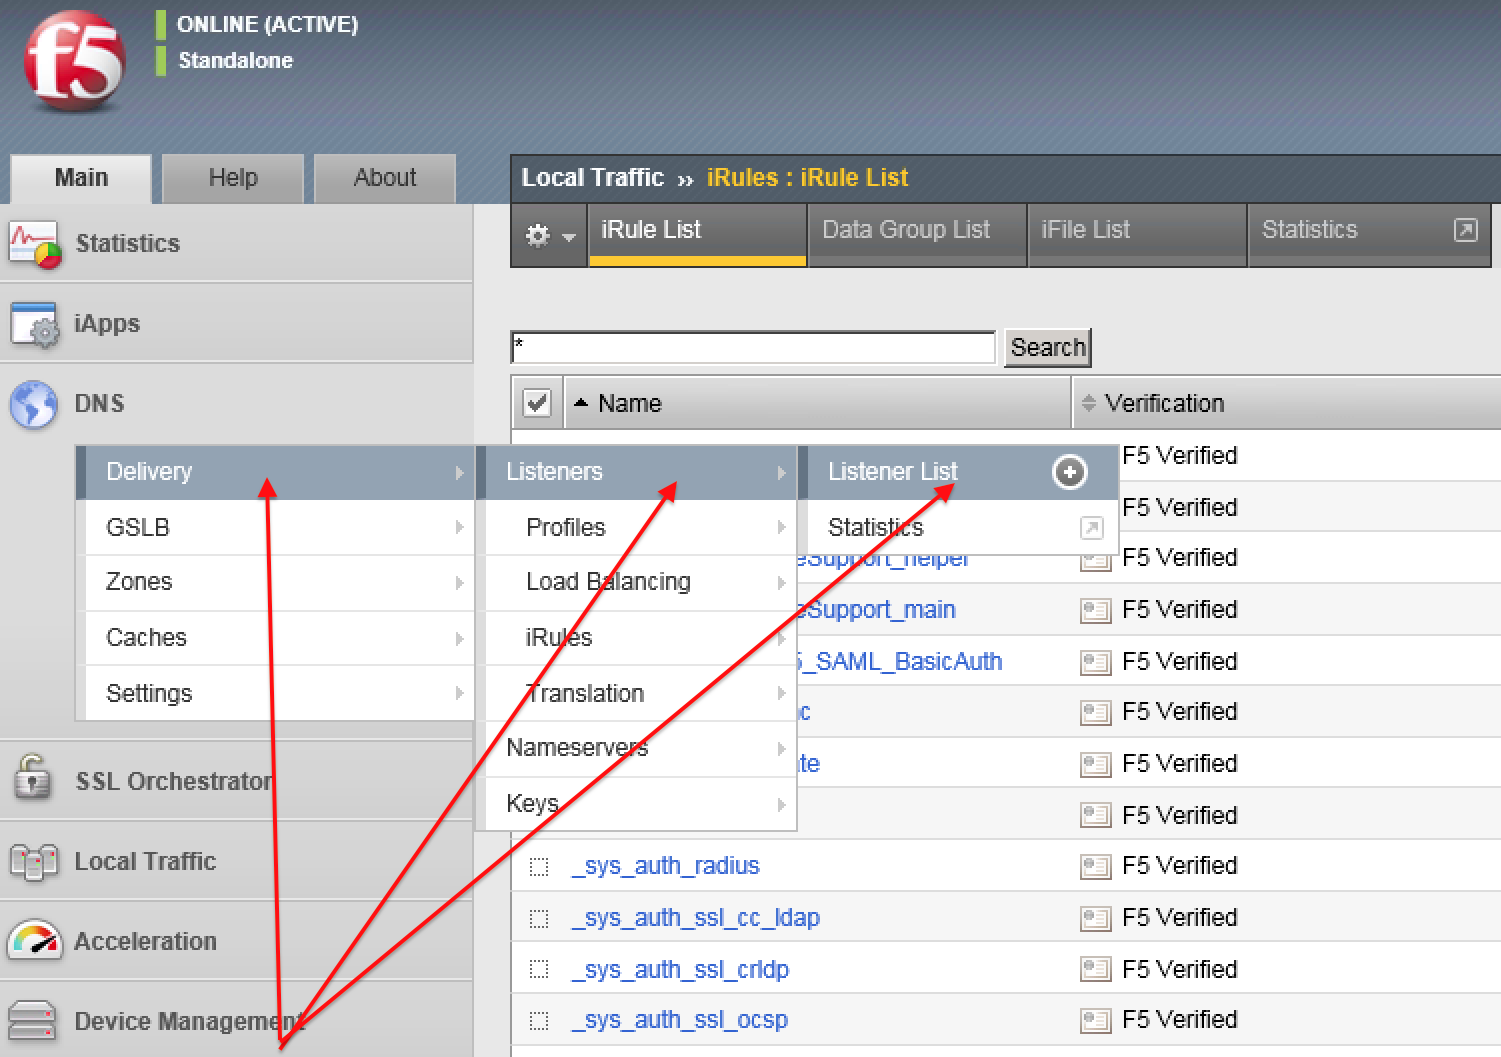 f5
ONLINE (ACTIVE)
Standalone
Main
Help
About
Statistics
iApps
DNS
Delivery
GSLB
Zones
Caches
Settings
SSL Orchestrator
Local Traffic
Acceleration
Device Management
Listeners
Profiles
Load Balancing
iRules
Translation
Nameservers
Keys
Listener List
Statistics
Local Traffic ›› iRules : iRule List
iRule List
Data Group List
iFile List
Statistics
*
Search
Name
Verification
F5 Verified
F5 Verified
eSupport_helper F5 Verified
eSupport_main F5 Verified
_SAML_BasicAuth F5 Verified
F5 Verified
F5 Verified
F5 Verified
_sys_auth_radius F5 Verified
_sys_auth_ssl_cc_ldap F5 Verified
_sys_auth_ssl_crldp F5 Verified
_sys_auth_ssl_ocsp F5 Verified